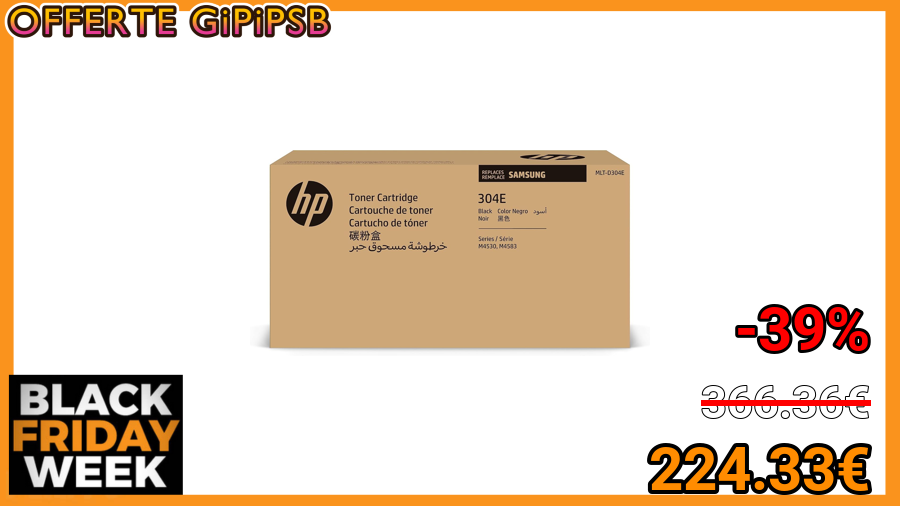 OFFERTE GiPiPSB
hp
REPLACES
REMPLACE
SAMSUNG
MLT-D304E
hp
Toner Cartridge
Cartouche de toner
Cartucho de tóner
碳粉盒
خرطوشة مسحوق حبر
304E
Black Color Negro أسود
Noir 黑色
Series / Série
M4530, M4583
-39%
366.36€
224.33€
BLACK
FRIDAY
WEEK